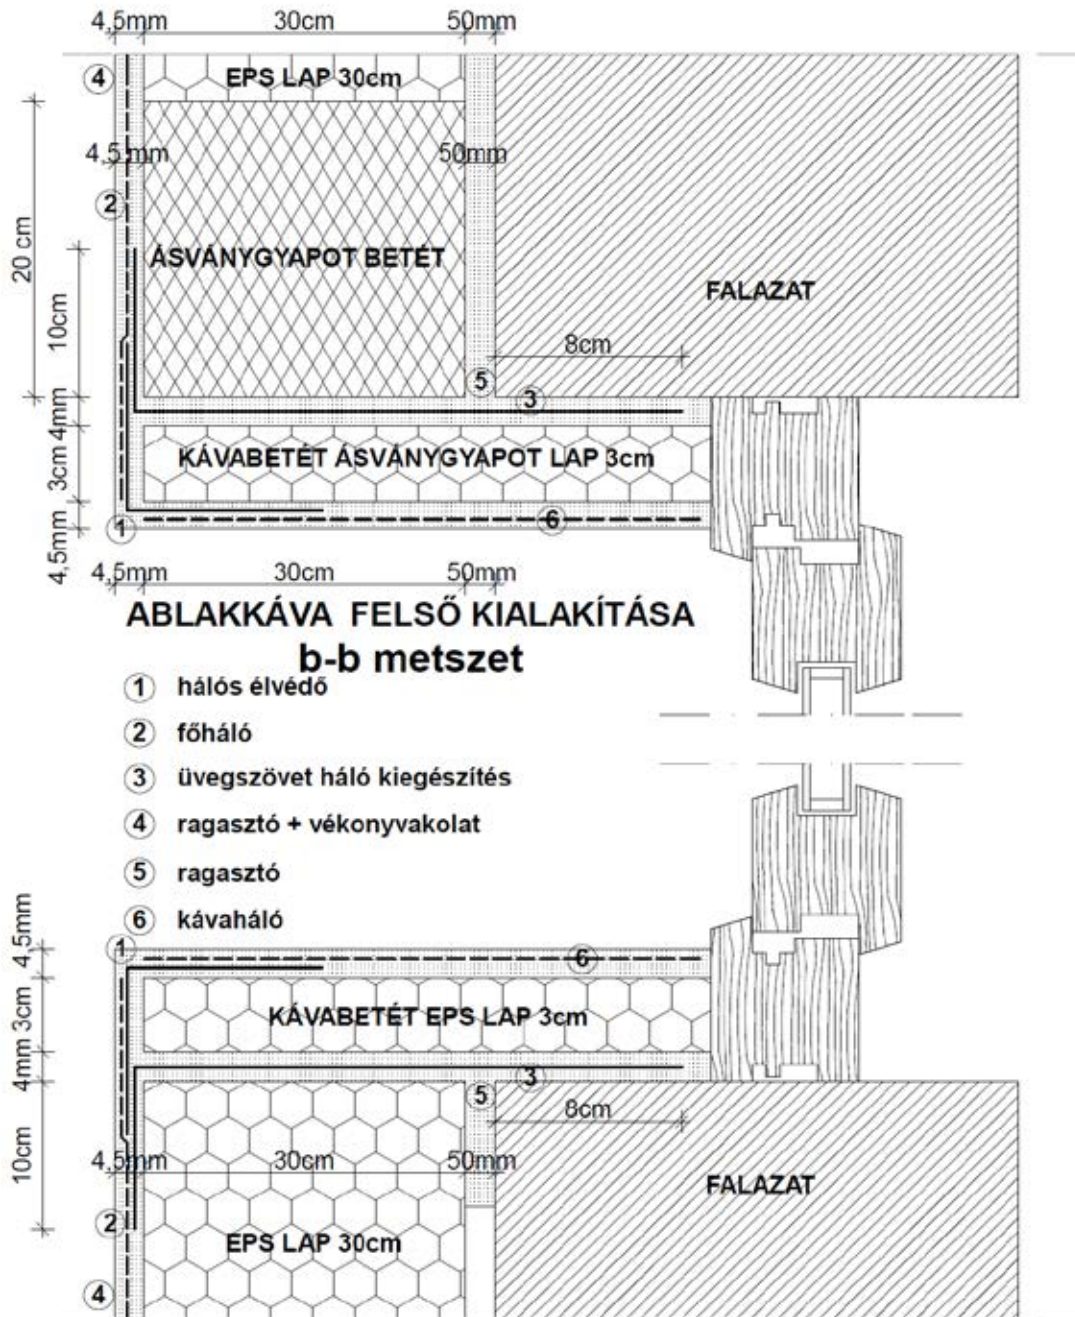 4,5mm 30cm 50mm
4 EPS LAP 30cm
4,5mm 50mm
2
20 cm
ÁSVÁNYGYAPOT BETÉT
FALAZAT
10cm
8cm
5
3
4mm
KÁVABETÉT ÁSVÁNYGYAPOT LAP 3cm
3cm
1
6
4,5mm
4,5mm 30cm 50mm
ABLAKKÁVA FELSŐ KIALAKÍTÁSA
b-b metszet
1 hálós élvédő
2 főháló
3 üvegszövet háló kiegészítés
4 ragasztó + vékonyvakolat
5 ragasztó
6 kávaháló
4,5mm
1
6
3cm
KÁVABETÉT EPS LAP 3cm
4mm
3
5
8cm
10cm
4,5mm 30cm 50mm
FALAZAT
2
EPS LAP 30cm
4